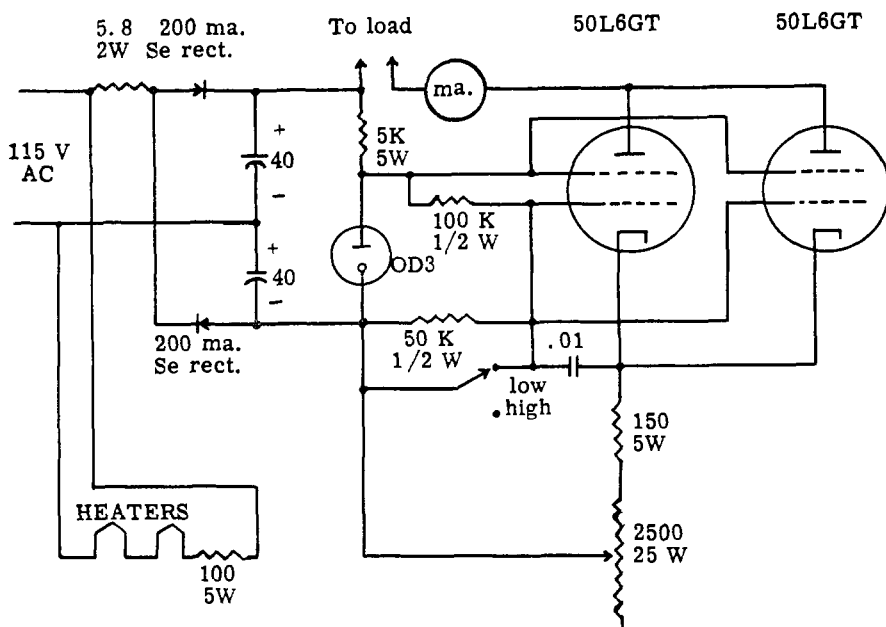 5.8 200 ma.
2W Se rect.
To load
50L6GT
50L6GT
ma.
115 V
AC
+
40
-
5K
5W
100 K
1/2 W
+
40
-
OD3
200 ma.
Se rect.
50 K
1/2 W
.01
low
high
150
5W
HEATERS
100
5W
2500
25 W